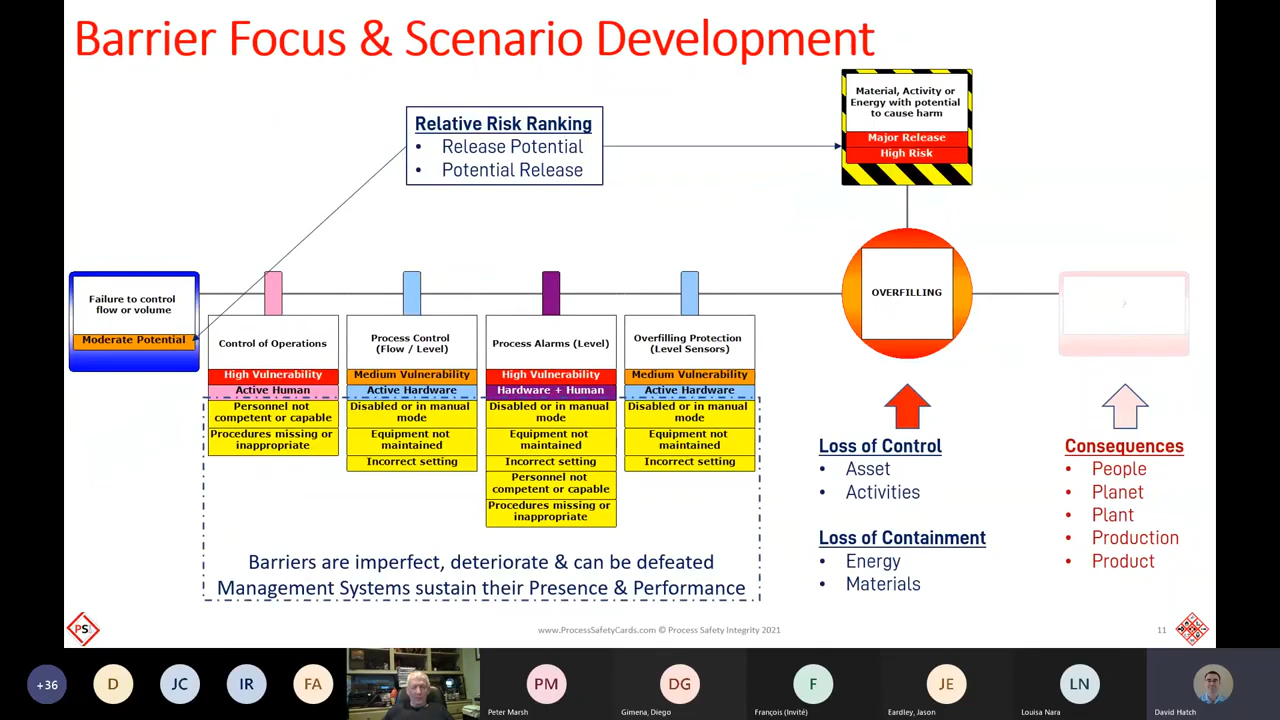 Barrier Focus & Scenario Development
Relative Risk Ranking
• Release Potential
• Potential Release
Material, Activity or
Energy with potential
to cause harm
Major Release
High Risk
Failure to control
flow or volume
Moderate Potential
Control of Operations
High Vulnerability
Active Human
Personnel not
competent or capable
Procedures missing or
inappropriate
Process Control
(Flow / Level)
Medium Vulnerability
Active Hardware
Disabled or in manual
mode
Equipment not
maintained
Incorrect setting
Process Alarms (Level)
High Vulnerability
Hardware + Human
Disabled or in manual
mode
Equipment not
maintained
Incorrect setting
Personnel not
competent or capable
Procedures missing or
inappropriate
Overfilling Protection
(Level Sensors)
Medium Vulnerability
Active Hardware
Disabled or in manual
mode
Equipment not
maintained
Incorrect setting
OVERFILLING
?
Barriers are imperfect, deteriorate & can be defeated
Management Systems sustain their Presence & Performance
Loss of Control
• Asset
• Activities
Loss of Containment
• Energy
• Materials
Consequences
• People
• Planet
• Plant
• Production
• Product
PS
www.ProcessSafetyCards.com © Process Safety Integrity 2021
11
+36
D
JC
IR
FA
PM
Peter Marsh
DG
Gimena, Diego
F
François (Invité)
JE
Eardley, Jason
LN
Louisa Nara
David Hatch